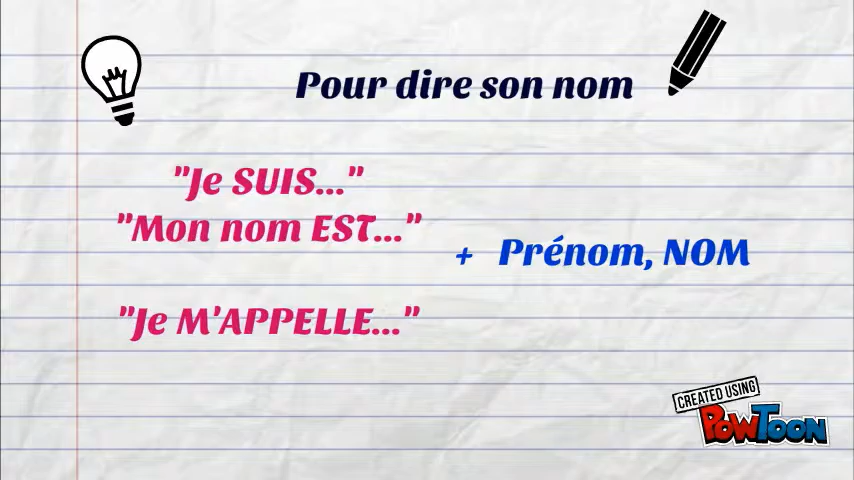 Pour dire son nom
"Je SUIS..."
"Mon nom EST..."
+ Prénom, NOM
"Je M'APPELLE..."
CREATED USING
POWTOON